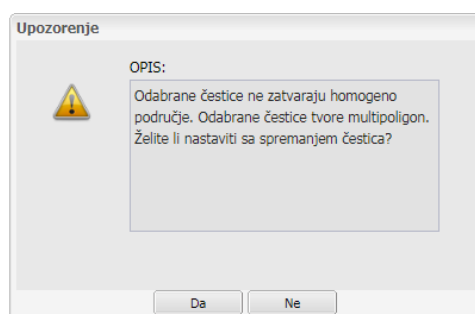 Upozorenje
OPIS:
Odabrane čestice ne zatvaraju homogeno
područje. Odabrane čestice tvore multipoligon.
Želite li nastaviti sa spremanjem čestica?
Da
Ne